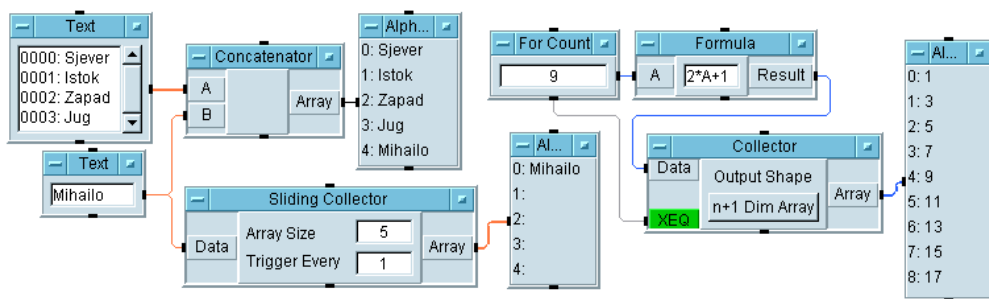 Text
0000: Sjever
0001: Istok
0002: Zapad
0003: Jug
Text
Mihailo
Concatenator
A
B
Array
Alph...
0: Sjever
1: Istok
2: Zapad
3: Jug
4: Mihailo
Sliding Collector
Data
Array Size 5
Trigger Every 1
Array
Al...
0: Mihailo
1:
2:
3:
4:
For Count
9
Formula
A 2*A+1 Result
Collector
Data
Output Shape
n+1 Dim Array
XEQ
Array
Al...
0: 1
1: 3
2: 5
3: 7
4: 9
5: 11
6: 13
7: 15
8: 17